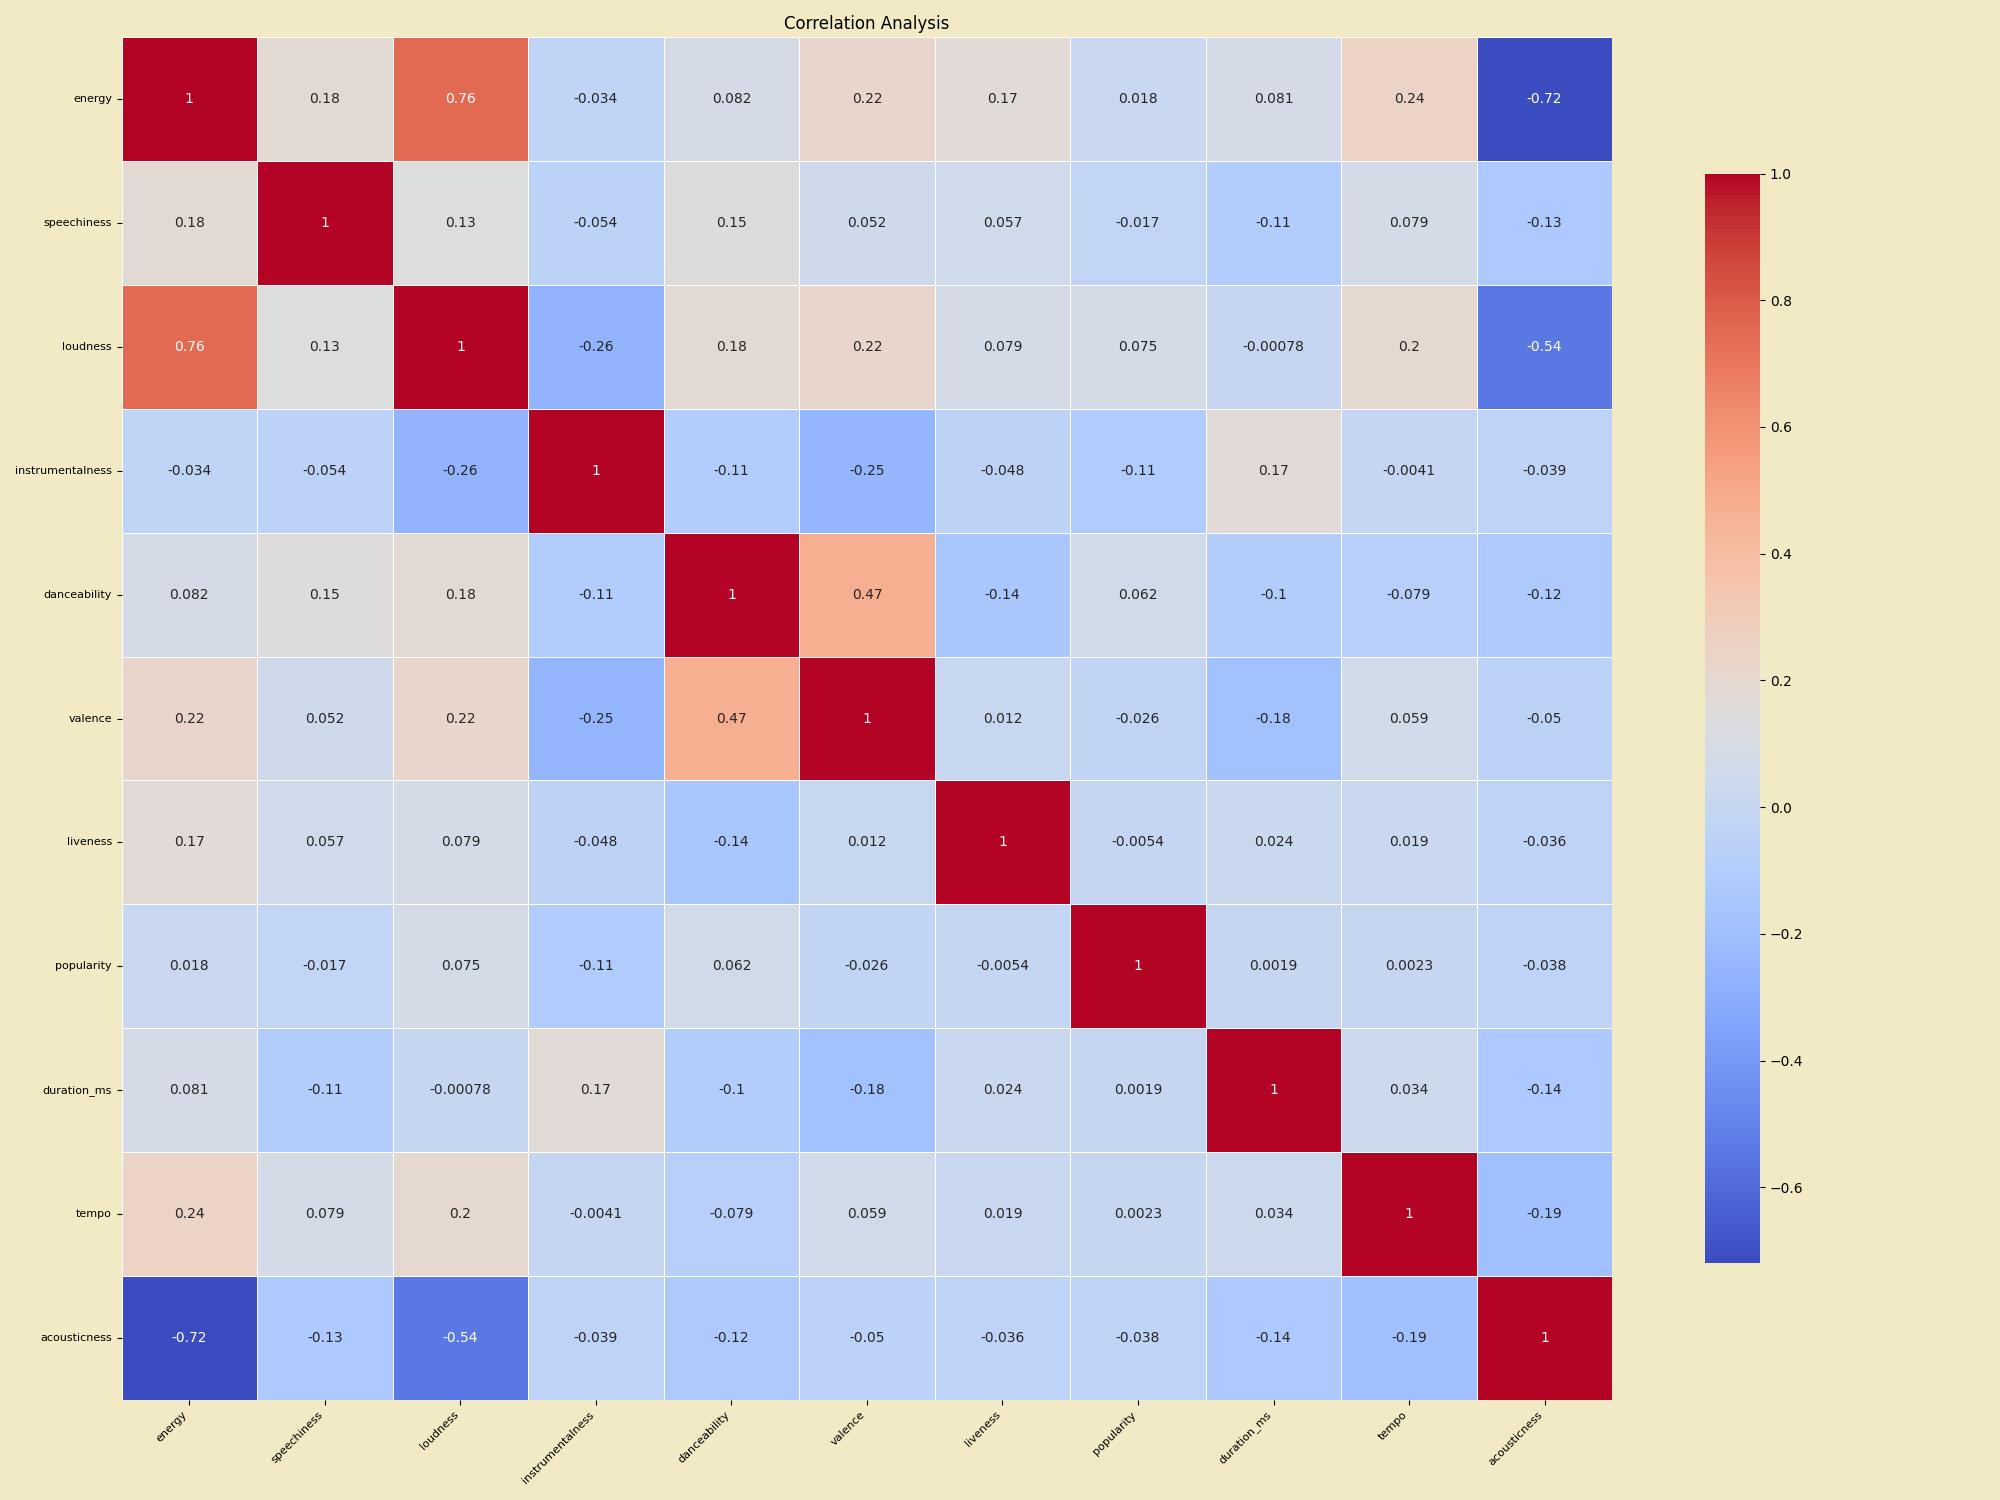 Correlation Analysis
energy 1 0.18 0.76 -0.034 0.082 0.22 0.17 0.018 0.081 0.24 -0.72
speechiness 0.18 1 0.13 -0.054 0.15 0.052 0.057 -0.017 -0.11 0.079 -0.13
loudness 0.76 0.13 1 -0.26 0.18 0.22 0.079 0.075 -0.00078 0.2 -0.54
instrumentalness -0.034 -0.054 -0.26 1 -0.11 -0.25 -0.048 -0.11 0.17 -0.0041 -0.039
danceability 0.082 0.15 0.18 -0.11 1 0.47 -0.14 0.062 -0.1 -0.079 -0.12
valence 0.22 0.052 0.22 -0.25 0.47 1 0.012 -0.026 -0.18 0.059 -0.05
liveness 0.17 0.057 0.079 -0.048 -0.14 0.012 1 -0.0054 0.024 0.019 -0.036
popularity 0.018 -0.017 0.075 -0.11 0.062 -0.026 -0.0054 1 0.0019 0.0023 -0.038
duration_ms 0.081 -0.11 -0.00078 0.17 -0.1 -0.18 0.024 0.0019 1 0.034 -0.14
tempo 0.24 0.079 0.2 -0.0041 -0.079 0.059 0.019 0.0023 0.034 1 -0.19
acousticness -0.72 -0.13 -0.54 -0.039 -0.12 -0.05 -0.036 -0.038 -0.14 -0.19 1
energy speechiness loudness instrumentalness danceability valence liveness popularity duration_ms tempo acousticness
1.0
0.8
0.6
0.4
0.2
0.0
−0.2
−0.4
−0.6